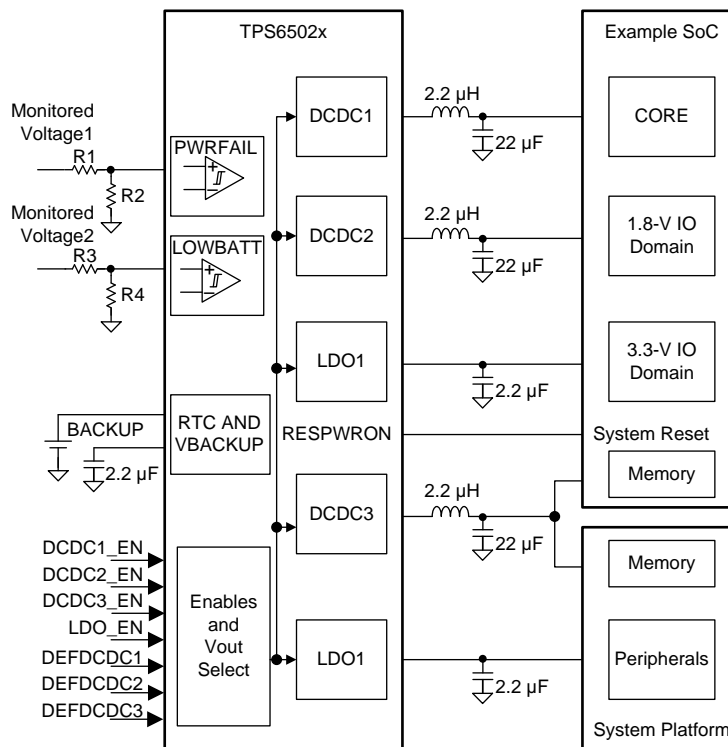 TPS6502x
Example SoC
Monitored
Voltage1
R1
R2
Monitored
Voltage2
R3
R4
PWRFAIL
+
–
LOWBATT
+
–
DCDC1
2.2 µH
22 µF
CORE
DCDC2
2.2 µH
22 µF
1.8-V IO
Domain
LDO1
2.2 µF
3.3-V IO
Domain
BACKUP
2.2 µF
RTC AND
VBACKUP
RESPWRON
System Reset
Memory
DCDC3
2.2 µH
22 µF
Memory
DCDC1_EN
DCDC2_EN
DCDC3_EN
LDO_EN
DEFDCDC1
DEFDCDC2
DEFDCDC3
Enables
and
Vout
Select
LDO1
2.2 µF
Peripherals
System Platform